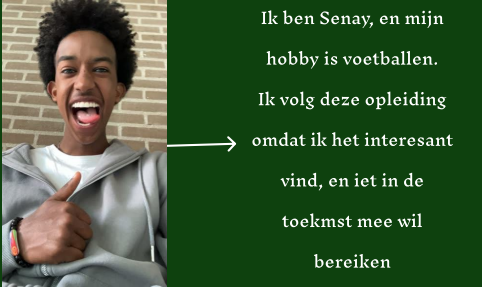 Ik ben Senay, en mijn
hobby is voetballen.
Ik volg deze opleiding
omdat ik het interesant
vind, en iet in de
toekmst mee wil
bereiken